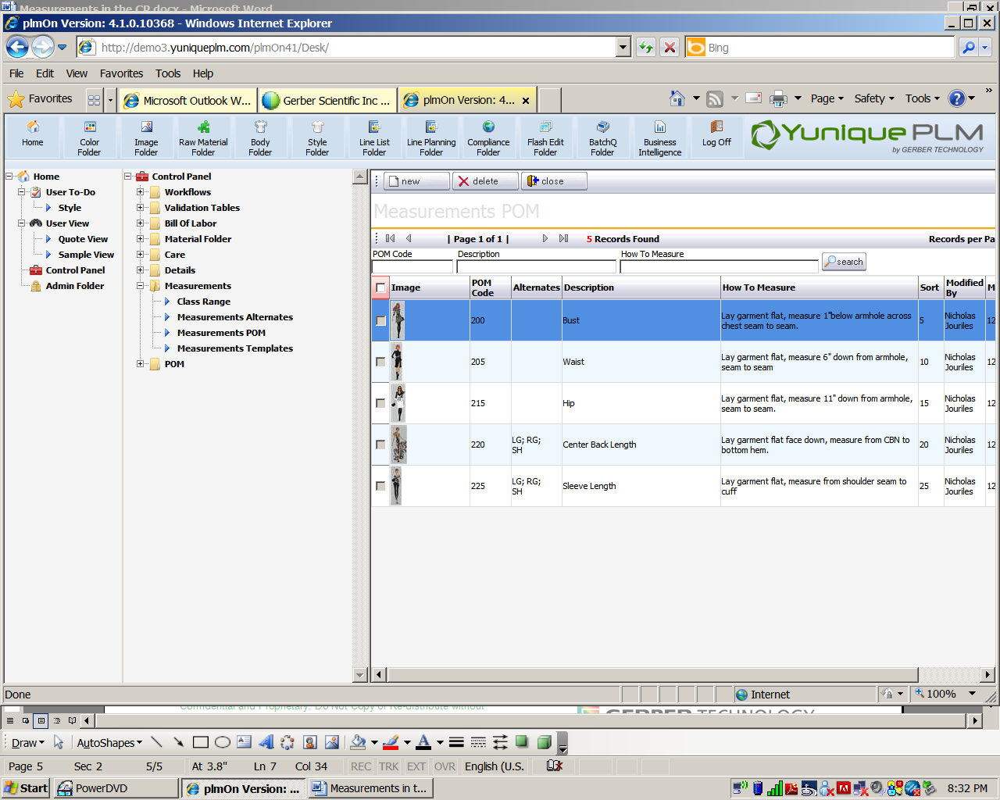 Measurements in the CP.docx - Microsoft Word
plmOn Version: 4.1.0.10368 - Windows Internet Explorer
http://demo3.yuniqueplm.com/plmOn41/Desk/
Bing
File Edit View Favorites Tools Help
Favorites
Microsoft Outlook W...
Gerber Scientific Inc ...
plmOn Version: 4....
Page Safety Tools
Home
Color Folder
Image Folder
Raw Material Folder
Body Folder
Style Folder
Line List Folder
Line Planning Folder
Compliance Folder
Flash Edit Folder
BatchQ Folder
Business Intelligence
Log Off
YuniquePLM
by GERBER TECHNOLOGY
Home
User To-Do
Style
User View
Quote View
Sample View
Control Panel
Admin Folder
Control Panel
Workflows
Validation Tables
Bill Of Labor
Material Folder
Care
Details
Measurements
Class Range
Measurements Alternates
Measurements POM
Measurements Templates
POM
new delete close
Measurements POM
| Page 1 of 1 | 5 Records Found Records per Pa
POM Code Description How To Measure
search
Image POM Code Alternates Description How To Measure Sort Modified By M
200 Bust Lay garment flat, measure 1"below armhole across chest seam to seam. 5 Nicholas Jouriles 12
205 Waist Lay garment flat, measure 6" down from armhole, seam to seam 10 Nicholas Jouriles 12
215 Hip Lay garment flat, measure 11" down from armhole, seam to seam. 15 Nicholas Jouriles 12
220 LG; RG; SH Center Back Length Lay garment flat face down, measure from CBN to bottom hem. 20 Nicholas Jouriles 12
225 LG; RG; SH Sleeve Length Lay garment flat, measure from shoulder seam to cuff 25 Nicholas Jouriles 12
Done Internet 100%
Confidential and Proprietary. Do Not Copy or Re-distribute without
GERBER TECHNOLOGY
Draw AutoShapes
Page 5 Sec 2 5/5 At 3.8" Ln 7 Col 34 REC TRK EXT OVR English (U.S.
Start PowerDVD plmOn Version: ... Measurements in t... 8:32 PM